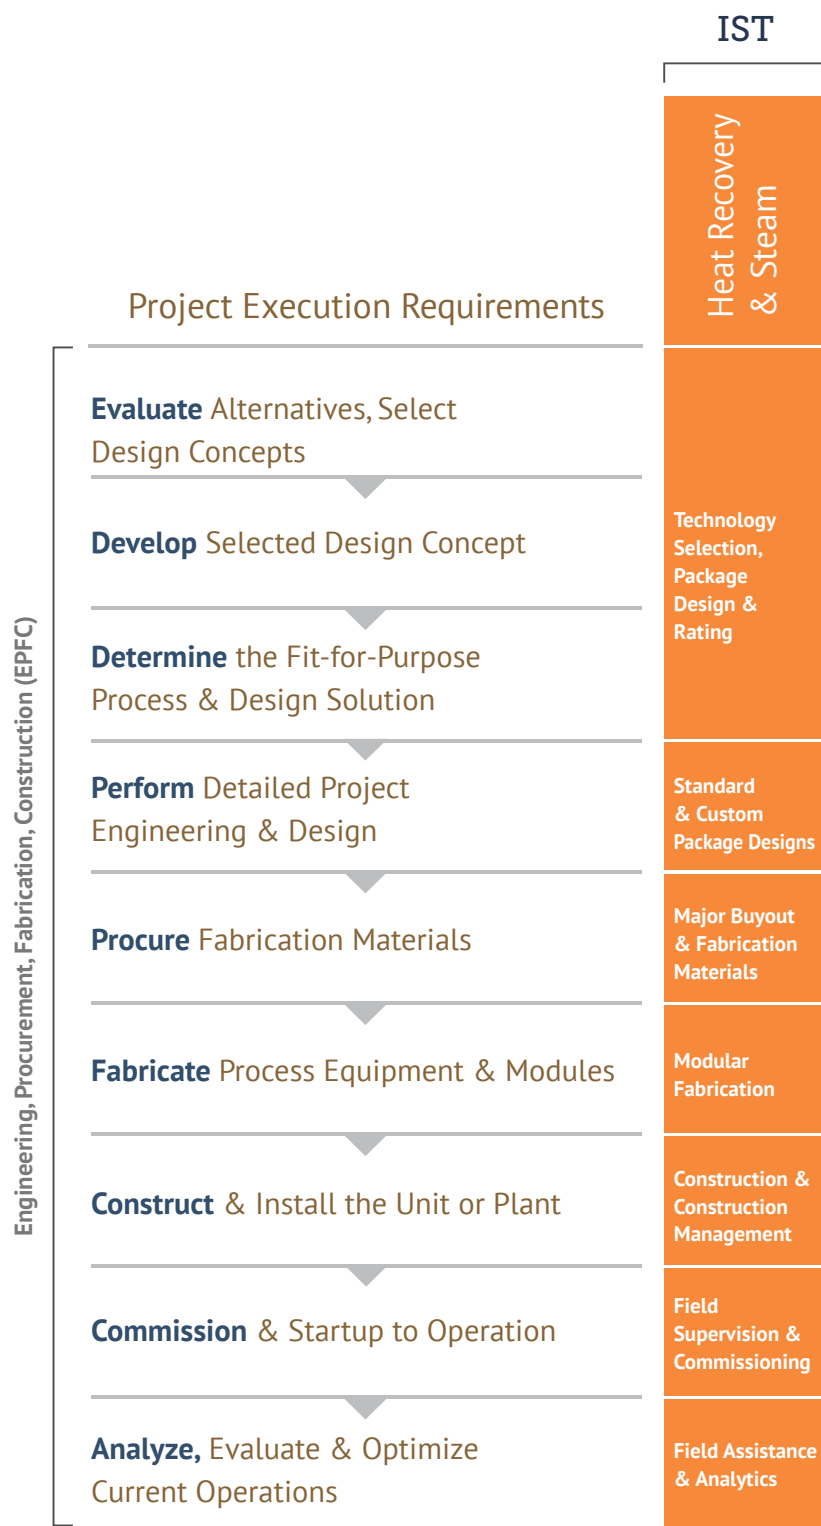 IST
Heat Recovery
& Steam
Project Execution Requirements
Engineering, Procurement, Fabrication, Construction (EPFC)
Evaluate Alternatives, Select
Design Concepts
Develop Selected Design Concept
Determine the Fit-for-Purpose
Process & Design Solution
Technology
Selection,
Package
Design &
Rating
Perform Detailed Project
Engineering & Design
Standard
& Custom
Package Designs
Procure Fabrication Materials
Major Buyout
& Fabrication
Materials
Fabricate Process Equipment & Modules
Modular
Fabrication
Construct & Install the Unit or Plant
Construction &
Construction
Management
Commission & Startup to Operation
Field
Supervision &
Commissioning
Analyze, Evaluate & Optimize
Current Operations
Field Assistance
& Analytics